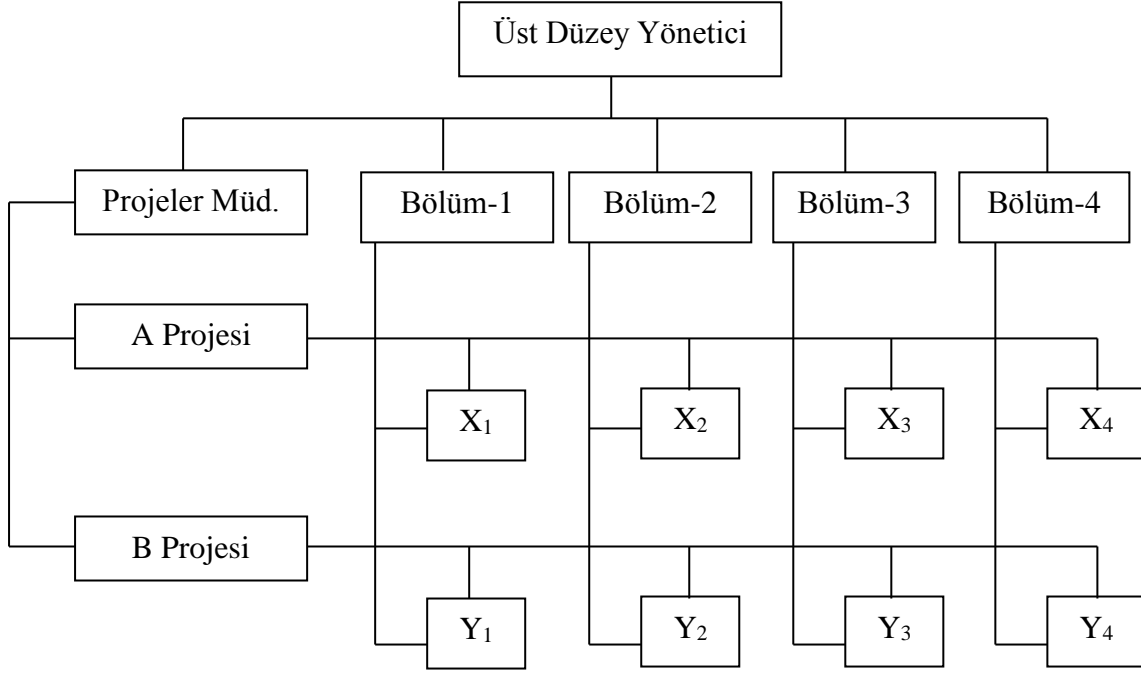 Üst Düzey Yönetici
Projeler Müd.
Bölüm-1
Bölüm-2
Bölüm-3
Bölüm-4
A Projesi
X₁
X₂
X₃
X₄
B Projesi
Y₁
Y₂
Y₃
Y₄